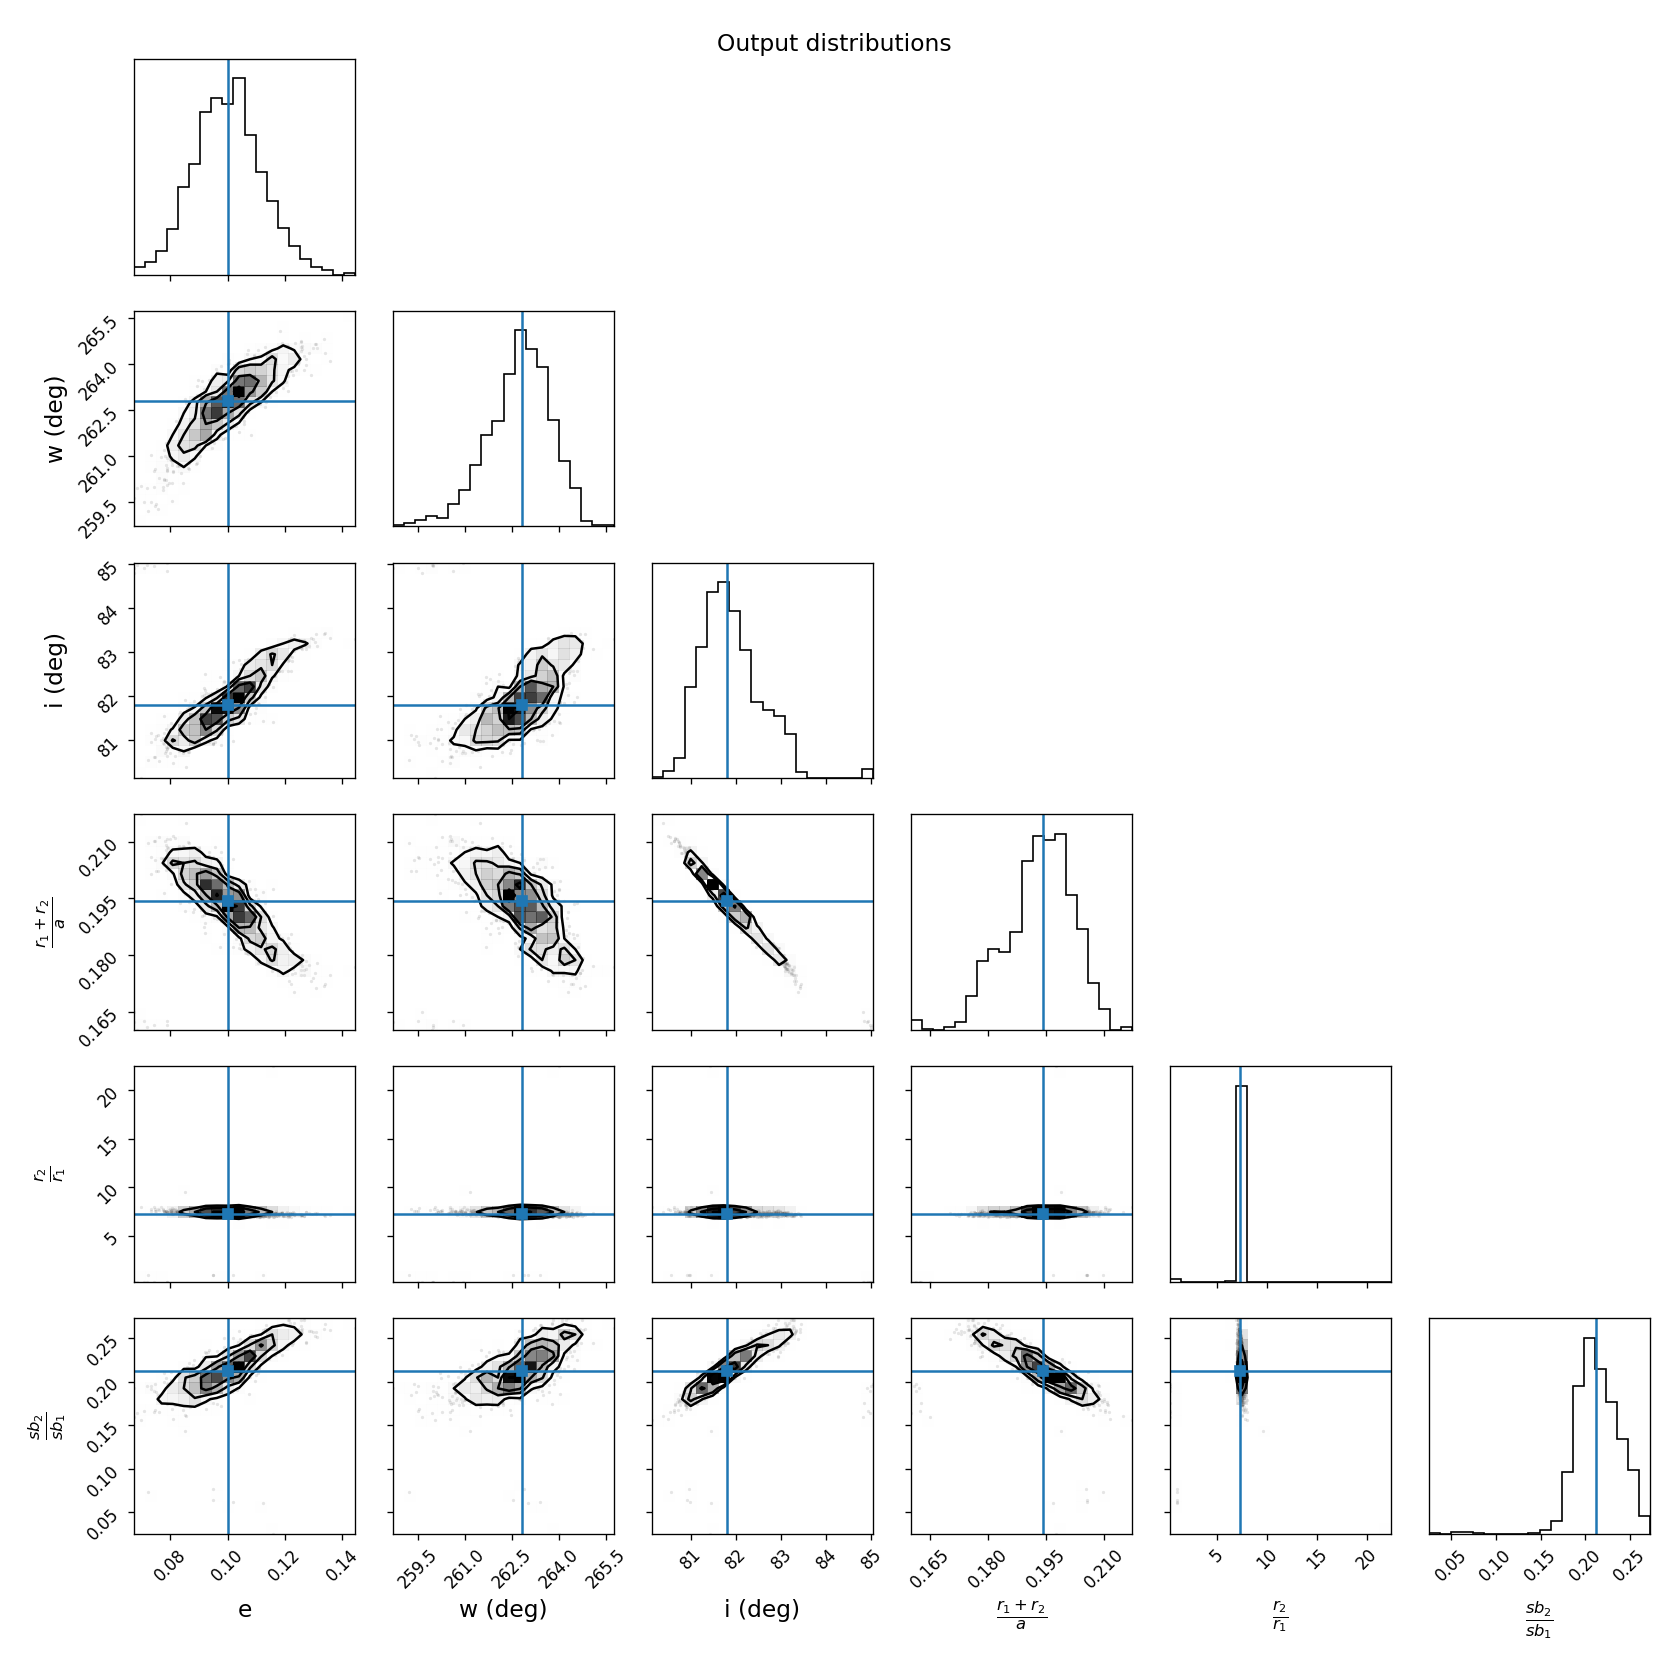 Output distributions
w (deg)
265.5
264.0
262.5
261.0
259.5
i (deg)
85
84
83
82
81
r₁ + r₂
a
0.210
0.195
0.180
0.165
r₂
r₁
20
15
10
5
sb₂
sb₁
0.25
0.20
0.15
0.10
0.05
0.08 0.10 0.12 0.14 259.5 261.0 262.5 264.0 265.5 81 82 83 84 85 0.165 0.180 0.195 0.210 5 10 15 20 0.05 0.10 0.15 0.20 0.25
e w (deg) i (deg) r₁ + r₂ r₂ sb₂
a r₁ sb₁